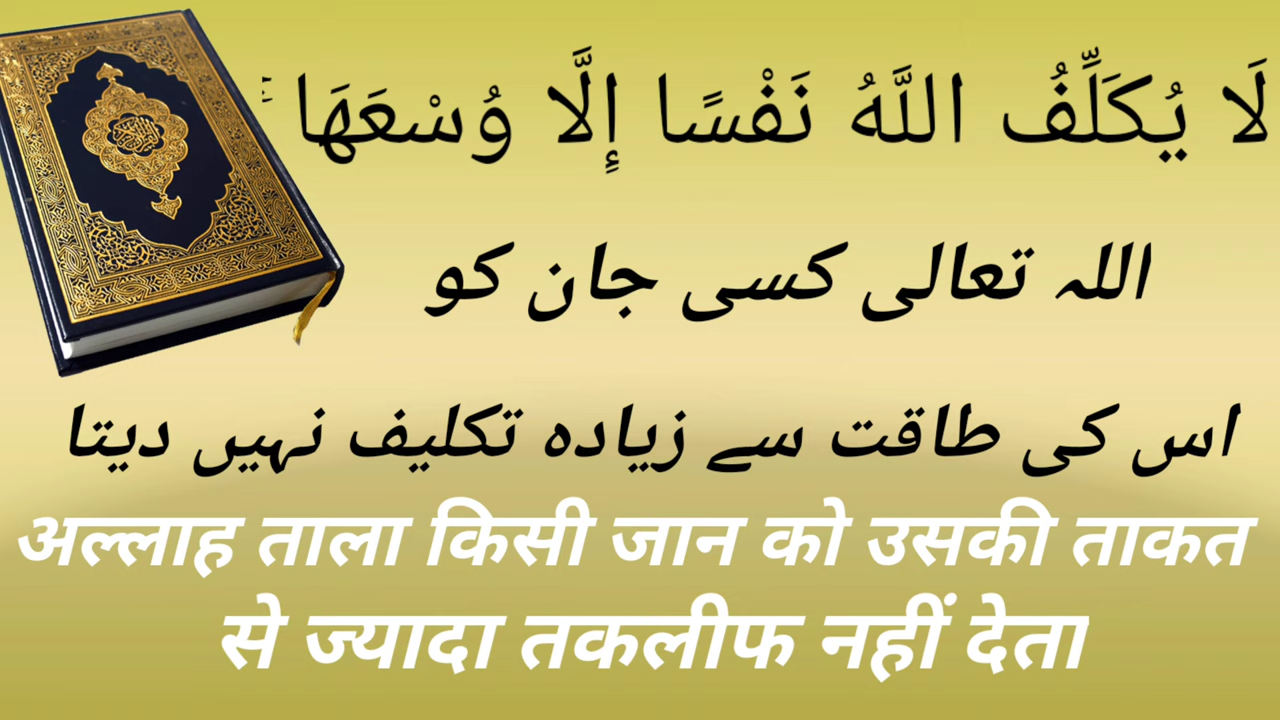 لَا يُكَلِّفُ اللَّهُ نَفْسًا إِلَّا وُسْعَهَا ۚ
اللہ تعالی کسی جان کو
اس کی طاقت سے زیادہ تکلیف نہیں دیتا
अल्लाह ताला किसी जान को उसकी ताकत
से ज्यादा तकलीफ नहीं देता